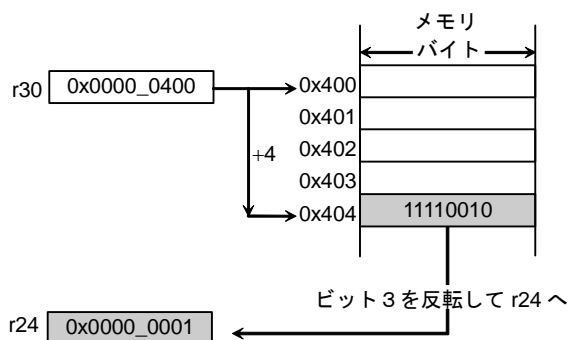 メモリ
バイト
r30 0x0000_0400
0x400
0x401
+4
0x402
0x403
0x404 11110010
ビット 3 を反転して r24 へ
r24 0x0000_0001